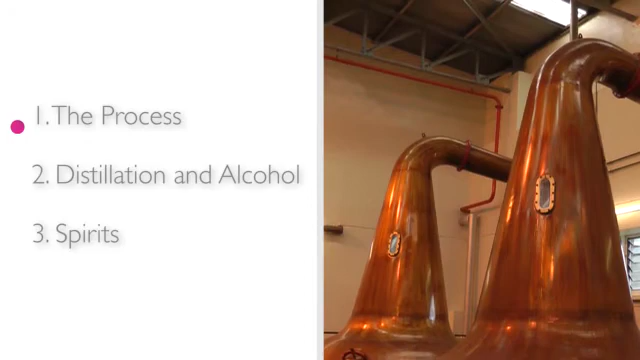 1. The Process
2. Distillation and Alcohol
3. Spirits